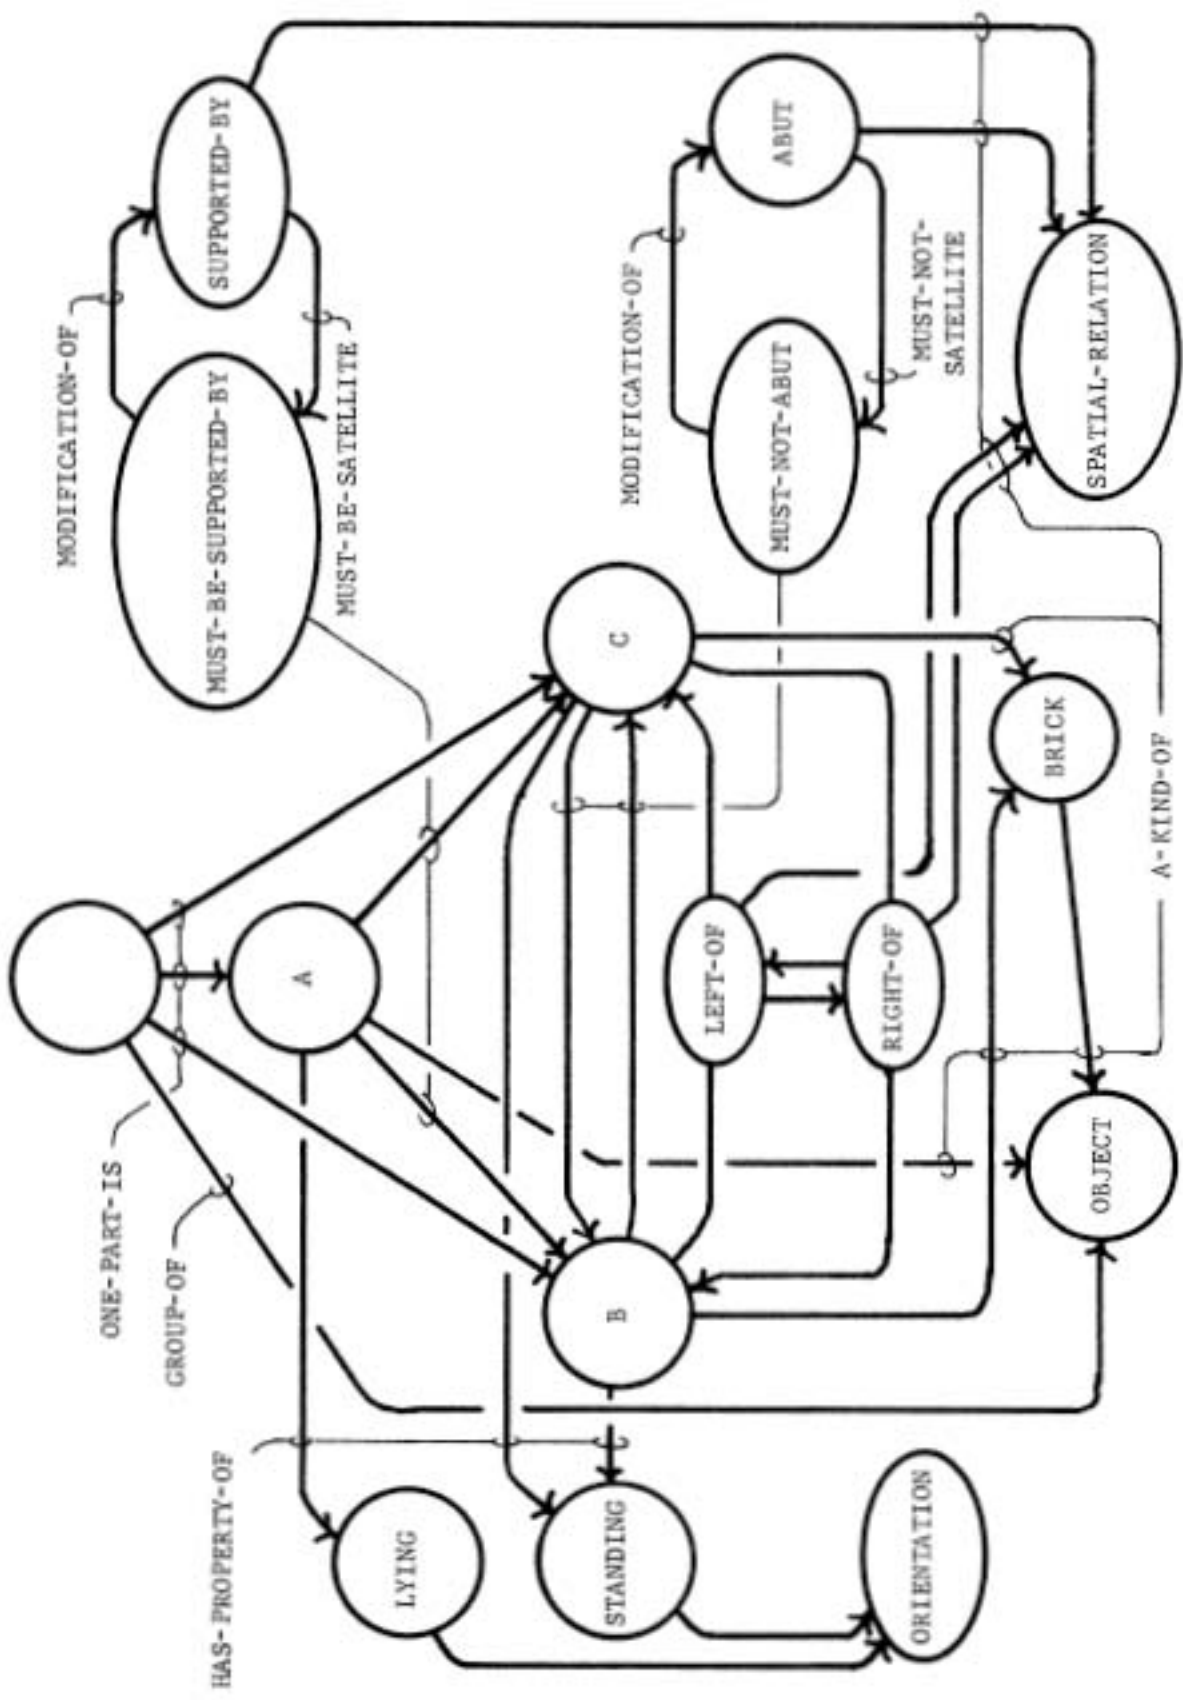 MODIFICATION-OF
ONE-PART-IS
GROUP-OF
HAS-PROPERTY-OF
MUST-BE-SUPPORTED-BY
SUPPORTED-BY
A
MUST-BE-SATELLITE
LYING
STANDING
B
C
MODIFICATION-OF
LEFT-OF
MUST-NOT-ABUT
ABUT
RIGHT-OF
ORIENTATION
MUST-NOT-
SATELLITE
BRICK
OBJECT
SPATIAL-RELATION
A-KIND-OF